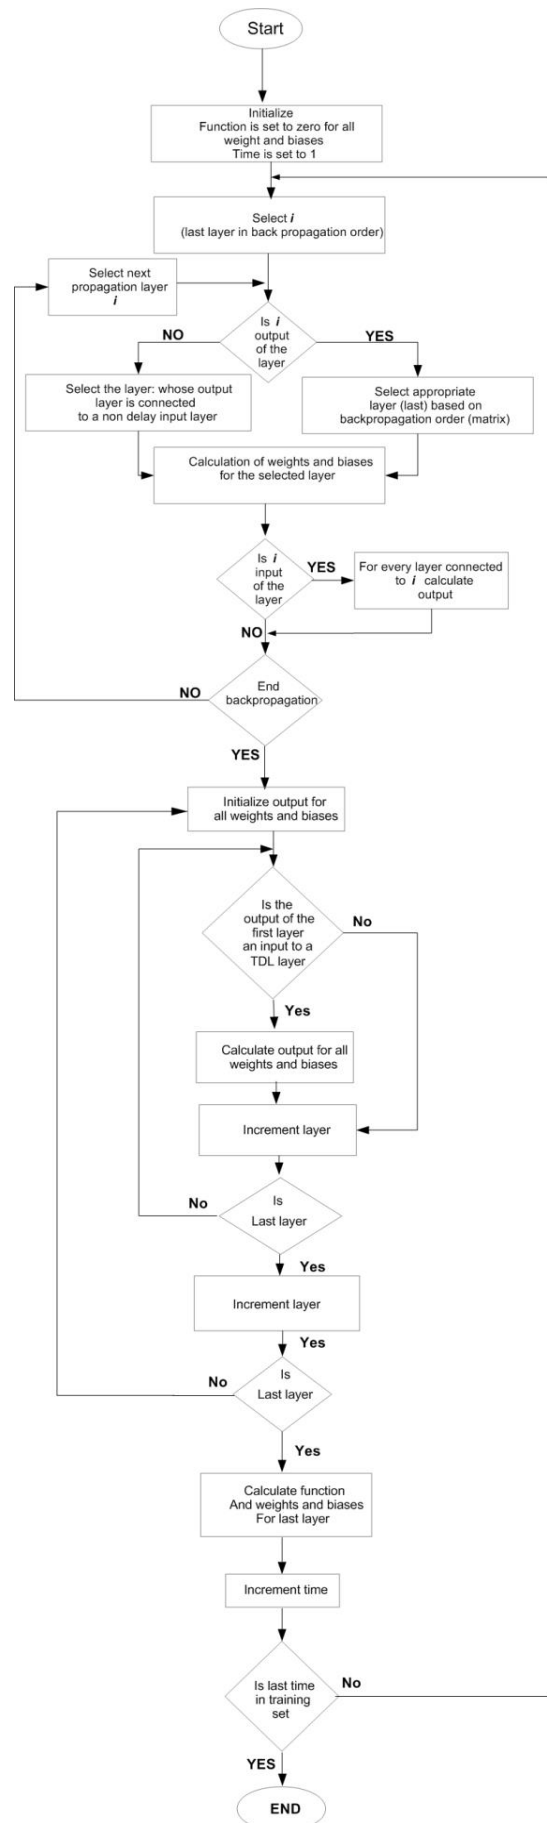 Start
Initialize
Function is set to zero for all
weight and biases
Time is set to 1
Select i
(last layer in back propagation order)
Select next
propagation layer
i
Is i
output
of the
layer
NO
YES
Select the layer: whose output
layer is connected
to a non delay input layer
Select appropriate
layer (last) based on
backpropagation order (matrix)
Calculation of weights and biases
for the selected layer
Is i
input
of the
layer
YES
For every layer connected
to i calculate
output
NO
End
backpropagation
NO
YES
Initialize output for
all weights and biases
Is the
output of the
first layer
an input to a
TDL layer
No
Yes
Calculate output for all
weights and biases
Increment layer
Is
Last layer
No
Yes
Increment layer
Yes
Is
Last layer
No
Yes
Calculate function
And weights and biases
For last layer
Increment time
Is last time
in training
set
No
YES
END